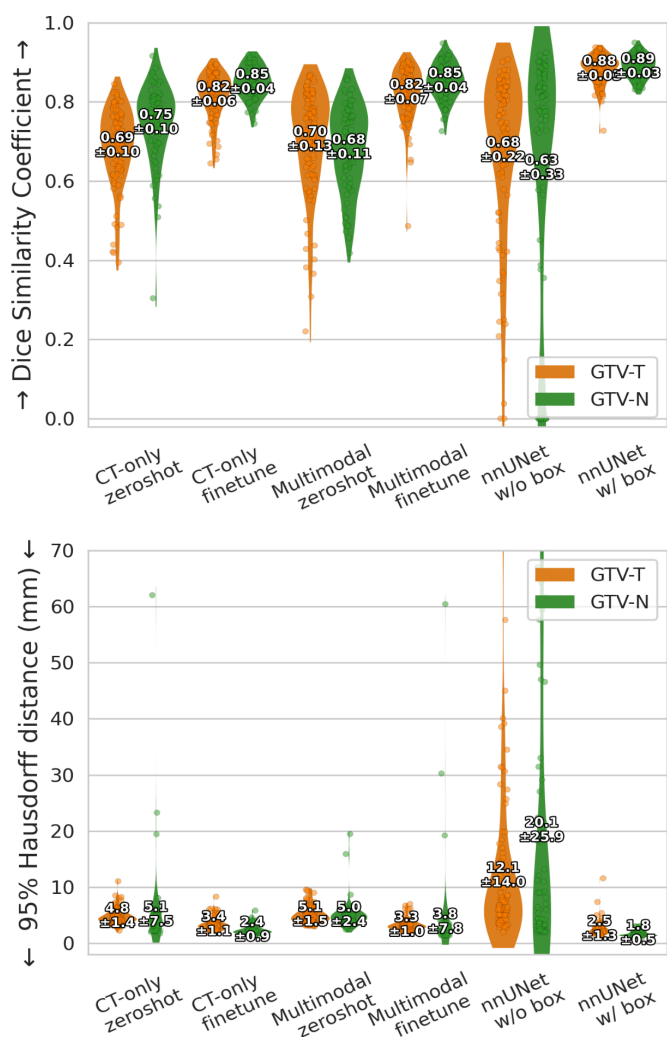 → Dice Similarity Coefficient →
1.0
0.8
0.6
0.4
0.2
0.0
0.69
±0.10
0.75
±0.10
0.82
±0.06
0.85
±0.04
0.70
±0.13
0.68
±0.11
0.82
±0.07
0.85
±0.04
0.68
±0.22
0.63
±0.33
0.88
0.89
±0.03
GTV-T
GTV-N
CT-only
zeroshot
CT-only
finetune
Multimodal
zeroshot
Multimodal
finetune
nnUNet
w/o box
nnUNet
w/ box
← 95% Hausdorff distance (mm) ←
70
60
50
40
30
20
10
0
4.8
±1.4
5.1
±7.5
3.4
±1.1
2.4
±0.9
5.1
±1.5
5.0
±2.4
3.3
±1.0
3.8
±7.8
12.1
±14.0
20.1
±25.9
2.5
±1.3
1.8
±0.5
GTV-T
GTV-N
CT-only
zeroshot
CT-only
finetune
Multimodal
zeroshot
Multimodal
finetune
nnUNet
w/o box
nnUNet
w/ box